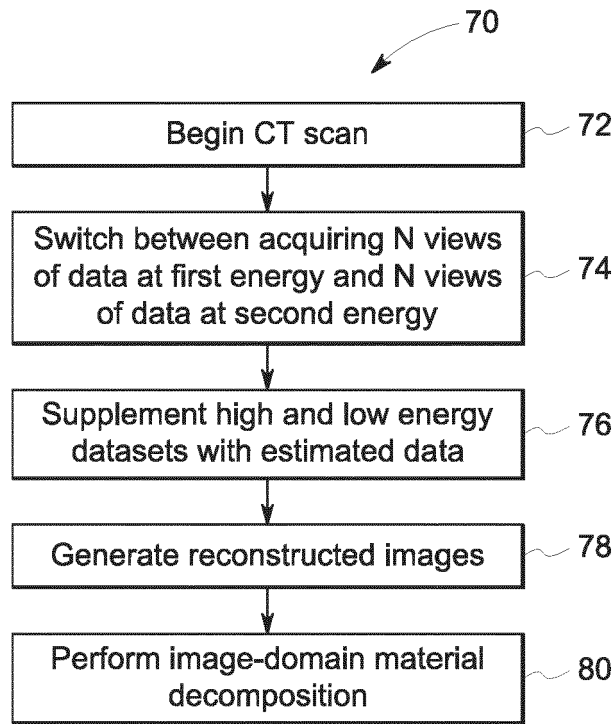 70
Begin CT scan
72
Switch between acquiring N views
of data at first energy and N views
of data at second energy
74
Supplement high and low energy
datasets with estimated data
76
Generate reconstructed images
78
Perform image-domain material
decomposition
80